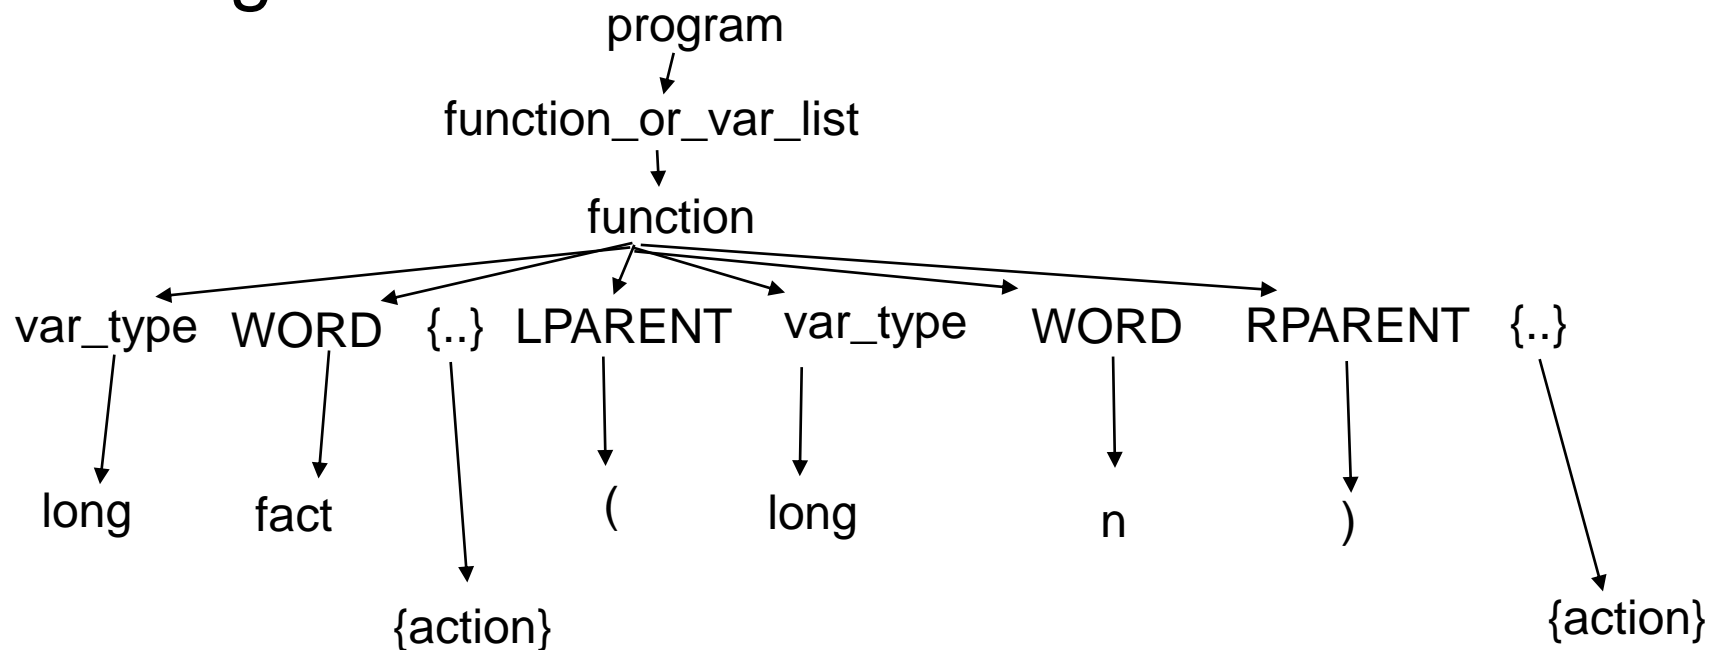 program
function_or_var_list
function
var_type WORD {..} LPARENT var_type WORD RPARENT {..}
long fact ( long n )
{action} {action}